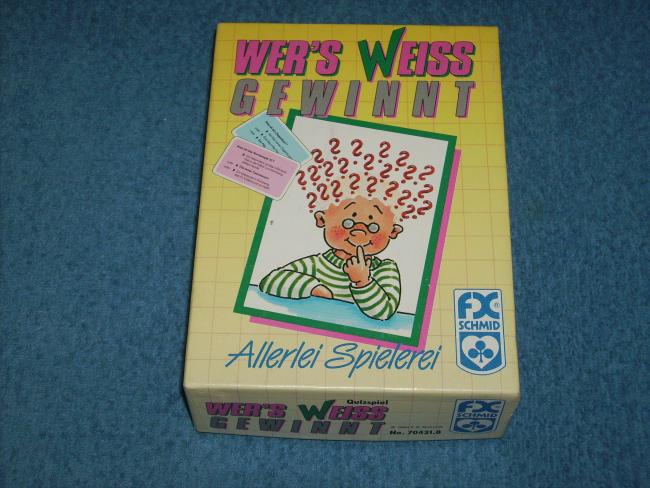 WER'S WEISS
GEWINNT
Allerlei Spielerei
FX®
SCHMID
Quizspiel
WER'S WEISS
GEWINNT
No. 70431.8
FX
SCHMID